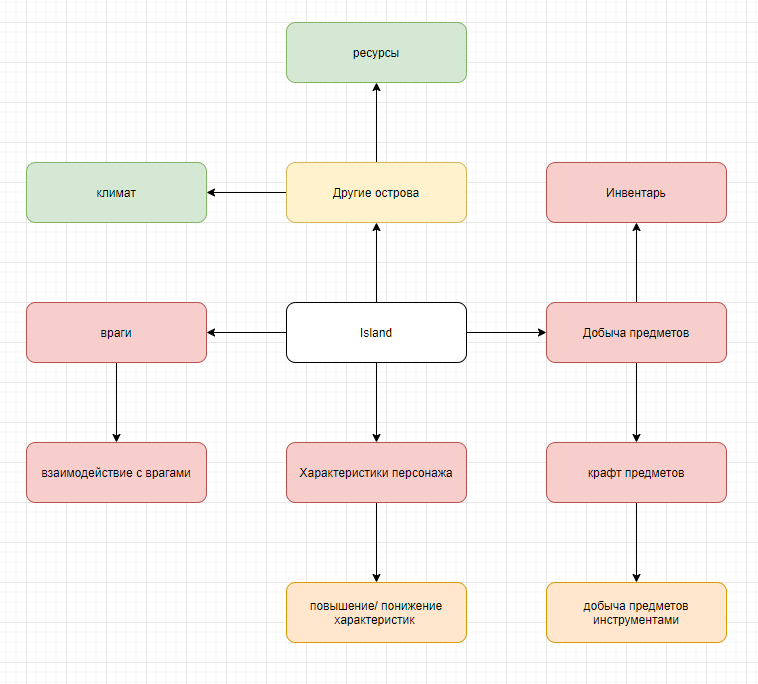 ресурсы
климат
Другие острова
Инвентарь
враги
Island
Добыча предметов
взаимодействие с врагами
Характеристики персонажа
крафт предметов
повышение/ понижение
характеристик
добыча предметов
инструментами